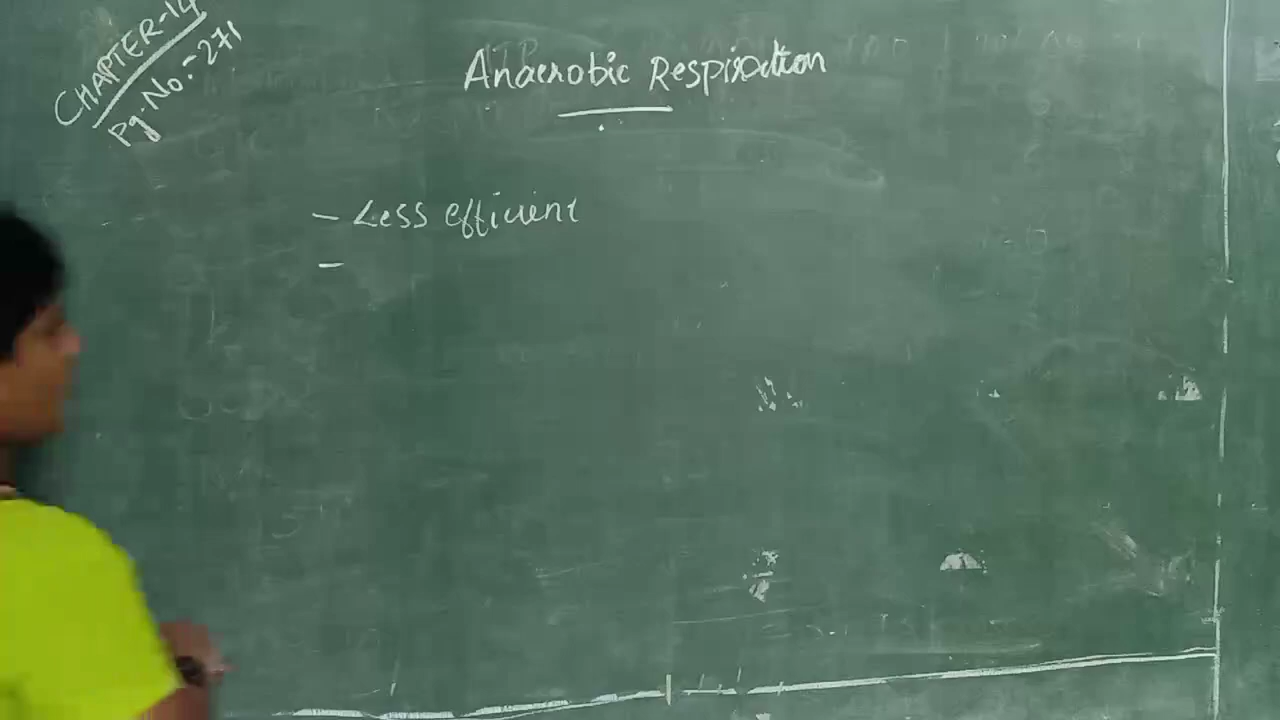 CHAPTER-14
Pg.No:-271
Anaerobic Respiration
- Less efficient
-